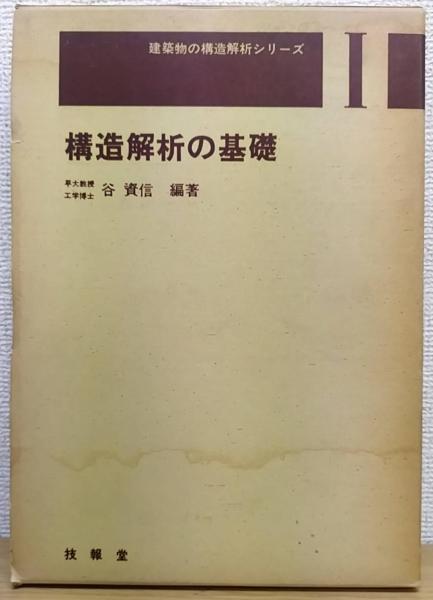 建築物の構造解析シリーズ
I
構造解析の基礎
早大教授
工学博士
谷 資信 編著
技報堂